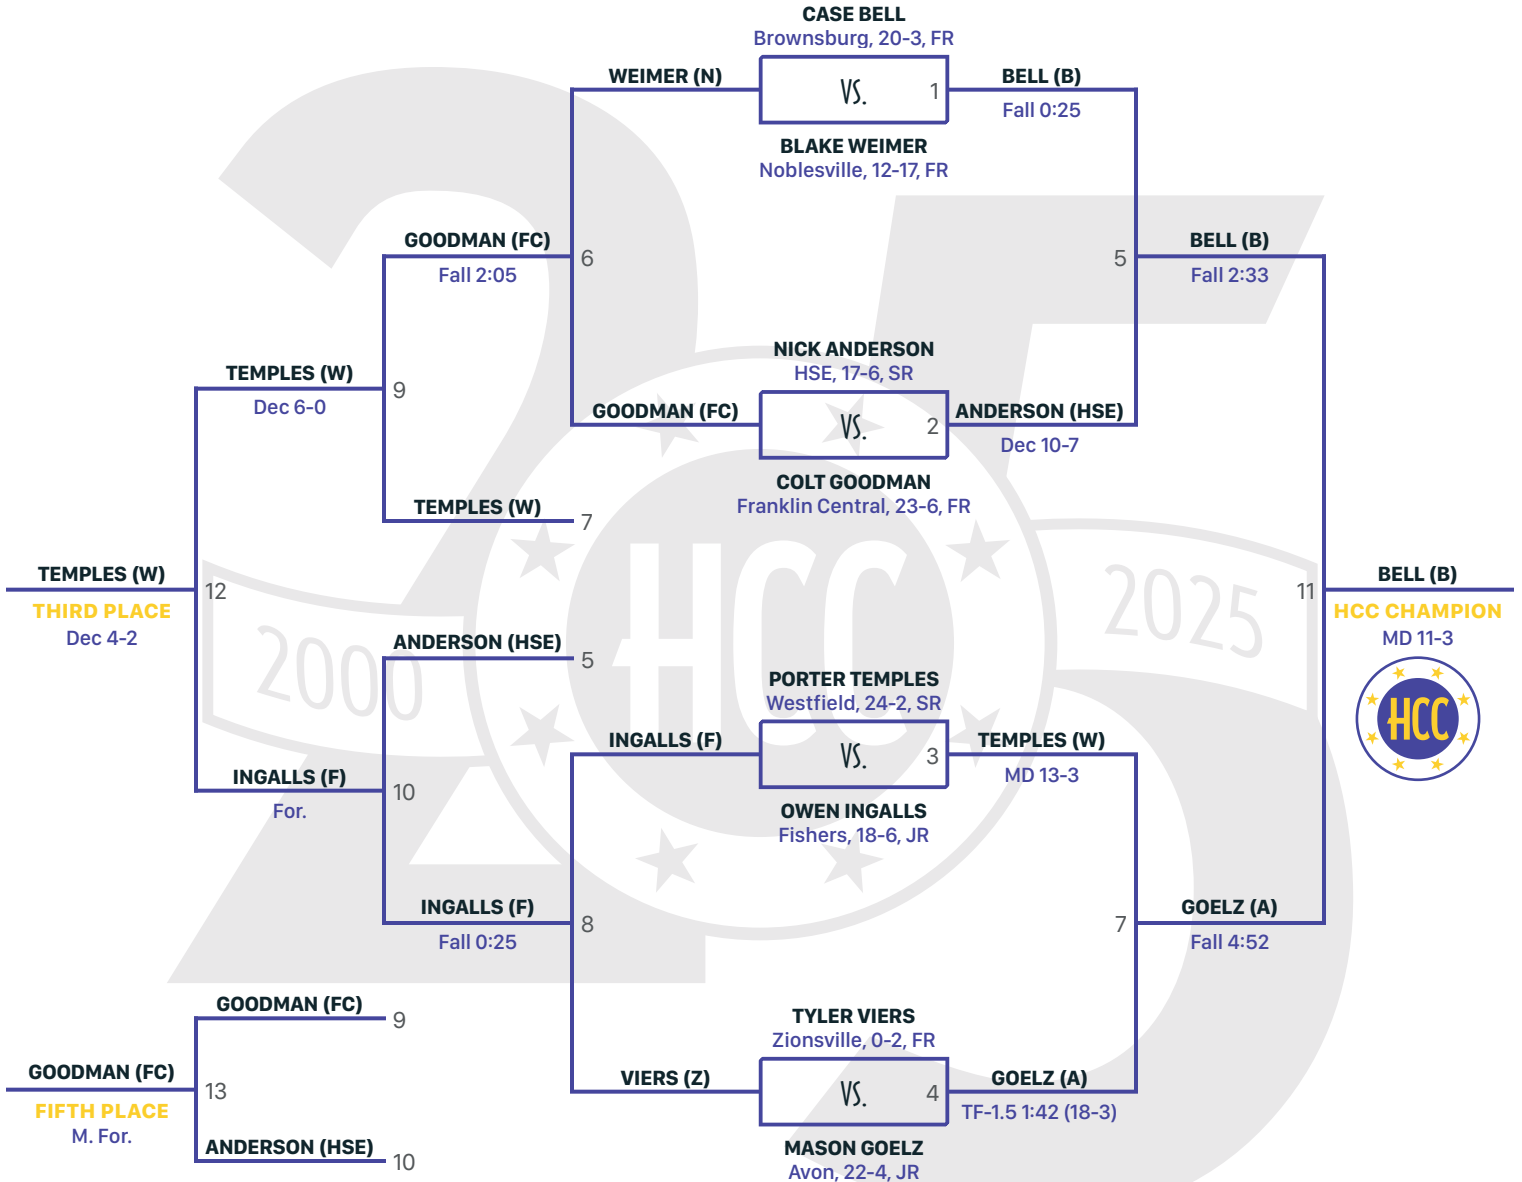 CASE BELL
Brownsburg, 20-3, FR
WEIMER (N)
VS.
1
BELL (B)
Fall 0:25
BLAKE WEIMER
Noblesville, 12-17, FR
GOODMAN (FC)
Fall 2:05
6
5
BELL (B)
Fall 2:33
NICK ANDERSON
HSE, 17-6, SR
TEMPLES (W)
Dec 6-0
9
GOODMAN (FC)
VS.
2
ANDERSON (HSE)
Dec 10-7
COLT GOODMAN
Franklin Central, 23-6, FR
TEMPLES (W)
7
HCC
2000
2025
TEMPLES (W)
THIRD PLACE
Dec 4-2
12
11
BELL (B)
HCC CHAMPION
MD 11-3
HCC
ANDERSON (HSE)
5
PORTER TEMPLES
Westfield, 24-2, SR
INGALLS (F)
VS.
3
TEMPLES (W)
MD 13-3
INGALLS (F)
For.
10
OWEN INGALLS
Fishers, 18-6, JR
INGALLS (F)
Fall 0:25
8
7
GOELZ (A)
Fall 4:52
GOODMAN (FC)
9
TYLER VIERS
Zionsville, 0-2, FR
GOODMAN (FC)
FIFTH PLACE
M. For.
13
VIERS (Z)
VS.
4
GOELZ (A)
TF-1.5 1:42 (18-3)
ANDERSON (HSE)
10
MASON GOELZ
Avon, 22-4, JR